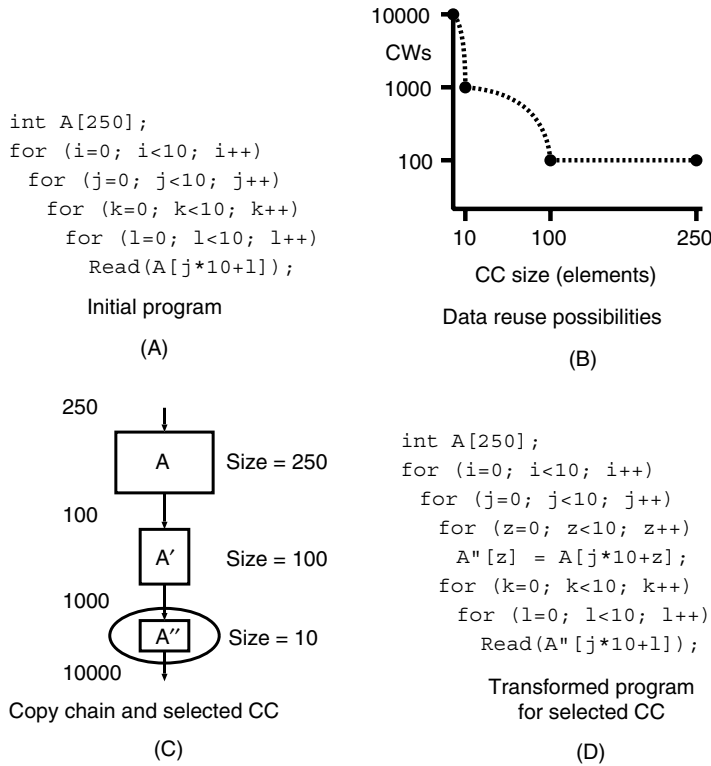 int A[250];
for (i=0; i<10; i++)
for (j=0; j<10; j++)
for (k=0; k<10; k++)
for (l=0; l<10; l++)
Read(A[j*10+l]);
Initial program
(A)
10000
CWs
1000
100
10 100 250
CC size (elements)
Data reuse possibilities
(B)
250
A Size = 250
100
A′ Size = 100
1000
A″ Size = 10
10000
Copy chain and selected CC
(C)
int A[250];
for (i=0; i<10; i++)
for (j=0; j<10; j++)
for (z=0; z<10; z++)
A"[z] = A[j*10+z];
for (k=0; k<10; k++)
for (l=0; l<10; l++)
Read(A"[j*10+l]);
Transformed program
for selected CC
(D)